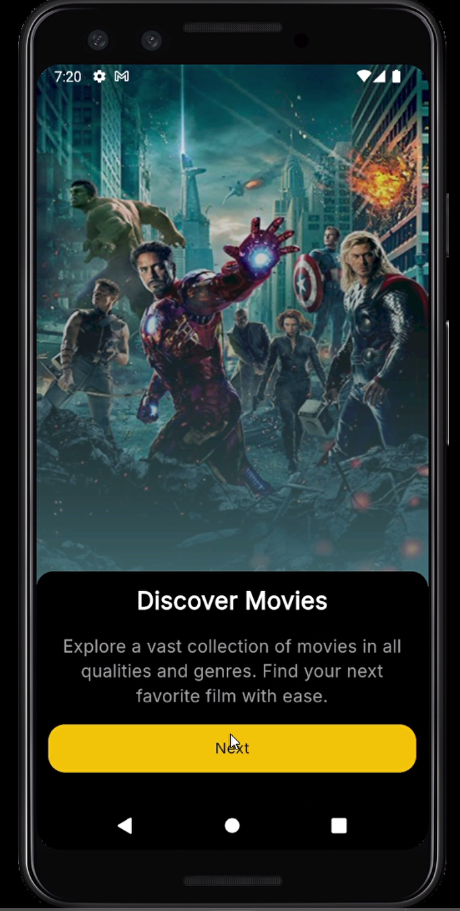 7:20
Discover Movies
Explore a vast collection of movies in all
qualities and genres. Find your next
favorite film with ease.
Next